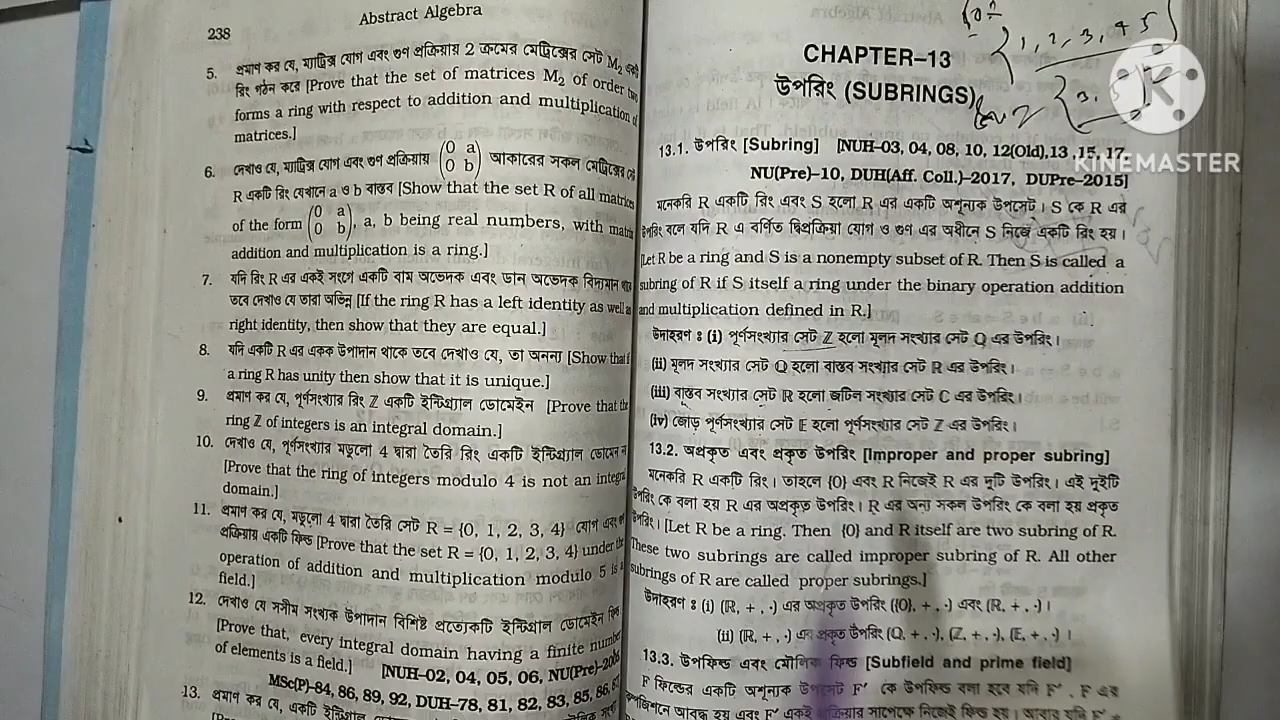 238
Abstract Algebra
5. প্রমাণ কর যে, ম্যাট্রিক্স যোগ এবং গুণ প্রক্রিয়ায় 2 ক্রমের মেট্রিক্সের সেট M₂ একটি
রিং গঠন করে [Prove that the set of matrices M₂ of order two
forms a ring with respect to addition and multiplication of
matrices.]
6. দেখাও যে, ম্যাট্রিক্স যোগ এবং গুণ প্রক্রিয়ায় (0 a 0 b) আকারের সকল মেট্রিক্সের সেট
R একটি রিং যেখানে a ও b বাস্তব [Show that the set R of all matrices
of the form (0 a 0 b), a, b being real numbers, with
addition and multiplication is a ring.]
7. যদি রিং R এর একই সংগে একটি বাম অভেদক এবং ডান অভেদক বিদ্যমান থাকে
তবে দেখাও যে তারা অভিন্ন [If the ring R has a left identity as well as
right identity, then show that they are equal.]
8. যদি একটি R এর একক উপাদান থাকে তবে দেখাও যে, তা অনন্য [Show that if
a ring R has unity then show that it is unique.]
9. প্রমাণ কর যে, পূর্ণসংখ্যার রিং ℤ একটি ইন্টিগ্র্যাল ডোমেইন [Prove that the
ring ℤ of integers is an integral domain.]
10. দেখাও যে, পূর্ণসংখ্যার মডুলো 4 দ্বারা তৈরি রিং একটি ইন্টিগ্র্যাল ডোমেন ন
[Prove that the ring of integers modulo 4 is not an integral
domain.]
11. প্রমাণ কর যে, মডুলো 4 দ্বারা তৈরি সেট R = {0, 1, 2, 3, 4} যোগ এবং গুণ
প্রক্রিয়ায় একটি ফিল্ড [Prove that the set R = {0, 1, 2, 3, 4} under the
operation of addition and multiplication modulo 5 is a
field.]
12. দেখাও যে সসীম সংখ্যক উপাদান বিশিষ্ট প্রত্যেকটি ইন্টিগ্রাল ডোমেইন ফিল্ড
[Prove that, every integral domain having a finite number
of elements is a field.] [NUH–02, 04, 05, 06, NU(Pre)–2006
MSc(P)–84, 86, 89, 92, DUH–78, 81, 82, 83, 85, 86,
13. প্রমাণ কর যে, একটি
CHAPTER–13
উপরিং (SUBRINGS)
{1, 2, 3, 4 5
13.1. উপরিং [Subring] [NUH–03, 04, 08, 10, 12(Old),13 ,15, 17,
NU(Pre)–10, DUH(Aff. Coll.)–2017, DUPre–2015]
মনেকরি R একটি রিং এবং S হলো R এর একটি অশূন্যক উপসেট। S কে R এর
উপরিং বলে যদি R এ বর্ণিত দ্বিপ্রক্রিয়া যোগ ও গুণ এর অধীনে S নিজে একটি রিং হয়।
[Let R be a ring and S is a nonempty subset of R. Then S is called a
subring of R if S itself a ring under the binary operation addition
and multiplication defined in R.]
উদাহরণ ঃ (i) পূর্ণসংখ্যার সেট ℤ হলো মূলদ সংখ্যার সেট Q এর উপরিং।
(ii) মূলদ সংখ্যার সেট Q হলো বাস্তব সংখ্যার সেট R এর উপরিং।
(iii) বাস্তব সংখ্যার সেট R হলো জটিল সংখ্যার সেট C এর উপরিং।
(iv) জোড় পূর্ণসংখ্যার সেট E হলো পূর্ণসংখ্যার সেট Z এর উপরিং।
13.2. অপ্রকৃত এবং প্রকৃত উপরিং [Improper and proper subring]
মনেকরি R একটি রিং। তাহলে {0} এবং R নিজেই R এর দুটি উপরিং। এই দুইটি
উপরিং কে বলা হয় R এর অপ্রকৃত উপরিং। R এর অন্য সকল উপরিং কে বলা হয় প্রকৃত
উপরিং। [Let R be a ring. Then {0} and R itself are two subring of R.
These two subrings are called improper subring of R. All other
subrings of R are called proper subrings.]
উদাহরণ ঃ (i) (R, + , ·) এর অপ্রকৃত উপরিং ({0}, + , ·) এবং (R, + , ·)।
(ii) (R, + , ·) এর প্রকৃত উপরিং (Q, + , ·), (Z, + , ·), (E, + , ·) ।
13.3. উপফিল্ড এবং মৌলিক ফিল্ড [Subfield and prime field]
F ফিল্ডের একটি অশূন্যক উপসেট F′ কে উপফিল্ড বলা হবে যদি F′, F এর
KINEMASTER